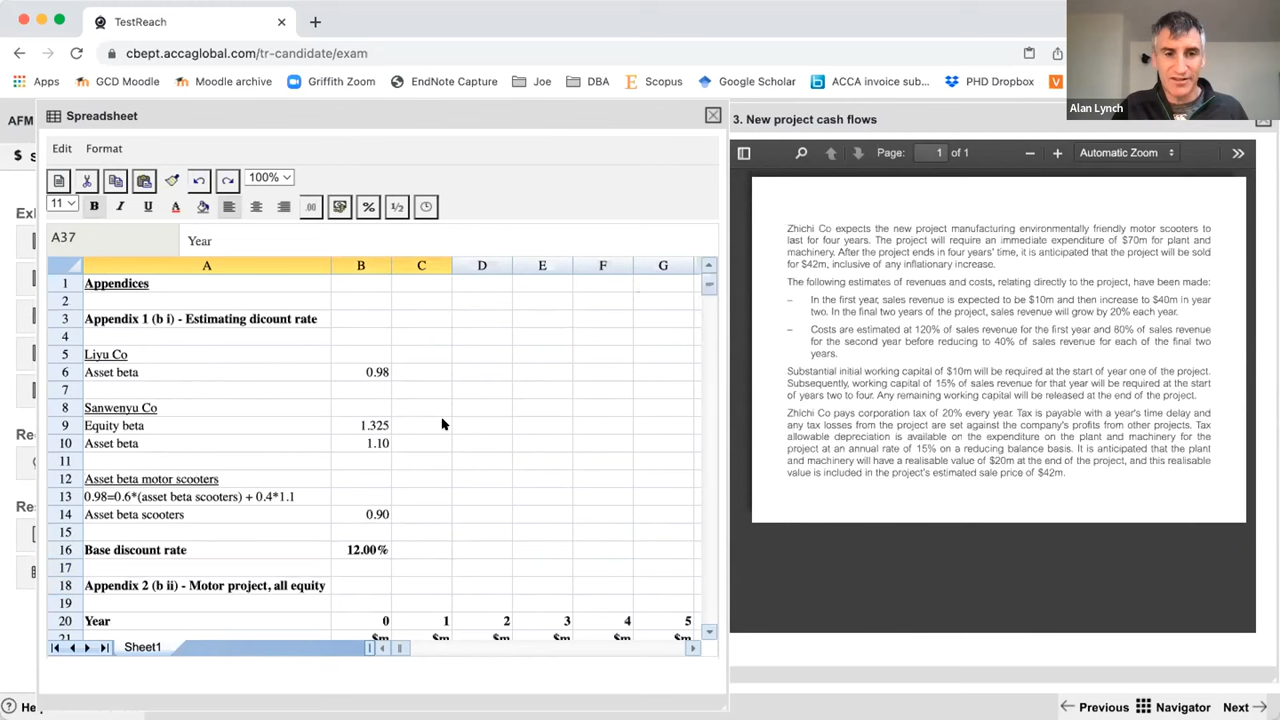 TestReach
cbept.accaglobal.com/tr-candidate/exam
Apps
GCD Moodle
Moodle archive
Griffith Zoom
EndNote Capture
Joe
DBA
Scopus
Google Scholar
ACCA invoice sub...
PHD Dropbox
Alan Lynch
AFM
$ S
Spreadsheet
Edit Format
100%
11
B I U A
.00 % 1/2
A37 Year
A B C D E F G
1 Appendices
2
3 Appendix 1 (b i) - Estimating dicount rate
4
5 Liyu Co
6 Asset beta 0.98
7
8 Sanwenyu Co
9 Equity beta 1.325
10 Asset beta 1.10
11
12 Asset beta motor scooters
13 0.98=0.6*(asset beta scooters) + 0.4*1.1
14 Asset beta scooters 0.90
15
16 Base discount rate 12.00%
17
18 Appendix 2 (b ii) - Motor project, all equity
19
20 Year 0 1 2 3 4 5
21 $m $m $m $m $m $m
Sheet1
3. New project cash flows
Page: 1 of 1
Automatic Zoom
Zhichi Co expects the new project manufacturing environmentally friendly motor scooters to
last for four years. The project will require an immediate expenditure of $70m for plant and
machinery. After the project ends in four years' time, it is anticipated that the project will be sold
for $42m, inclusive of any inflationary increase.
The following estimates of revenues and costs, relating directly to the project, have been made:
– In the first year, sales revenue is expected to be $10m and then increase to $40m in year
two. In the final two years of the project, sales revenue will grow by 20% each year.
– Costs are estimated at 120% of sales revenue for the first year and 80% of sales revenue
for the second year before reducing to 40% of sales revenue for each of the final two
years.
Substantial initial working capital of $10m will be required at the start of year one of the project.
Subsequently, working capital of 15% of sales revenue for that year will be required at the start
of years two to four. Any remaining working capital will be released at the end of the project.
Zhichi Co pays corporation tax of 20% every year. Tax is payable with a year's time delay and
any tax losses from the project are set against the company's profits from other projects. Tax
allowable depreciation is available on the expenditure on the plant and machinery for the
project at an annual rate of 15% on a reducing balance basis. It is anticipated that the plant
and machinery will have a realisable value of $20m at the end of the project, and this realisable
value is included in the project's estimated sale price of $42m.
Exl
Re
Re
Hel
Previous
Navigator
Next